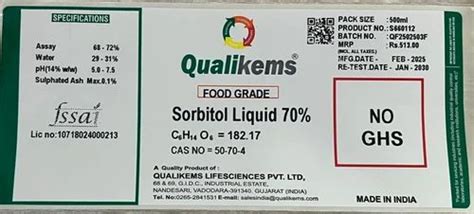 Assay 68 - 72%
Water 29 - 31%
pH(14% w/w) 5.0 - 7.5
Sulphated Ash Max.0.1%
fssai
Lic no:10718024000213
Qualikems®
FOOD GRADE
Sorbitol Liquid 70%
C₆H₁₄ O₆ = 182.17
CAS NO = 50-70-4
A Quality Product of :
QUALIKEMS LIFESCIENCES PVT. LTD,
68 & 69, G.I.D.C., INDUSTRIAL ESTATE,
NANDESARI, VADODARA-391340, GUJARAT (INDIA)
Tel: No:0265-2841531 E-mail: salesindia@qualikems.com
PACK SIZE : 500ml
PRODUCT NO : S660112
BATCH NO : QF2502503F
MRP : Rs.513.00
(INCL. ALL TAXES)
MFG.DATE - FEB - 2025
RE-TEST.DATE - JAN - 2030
NO
GHS
MADE IN INDIA